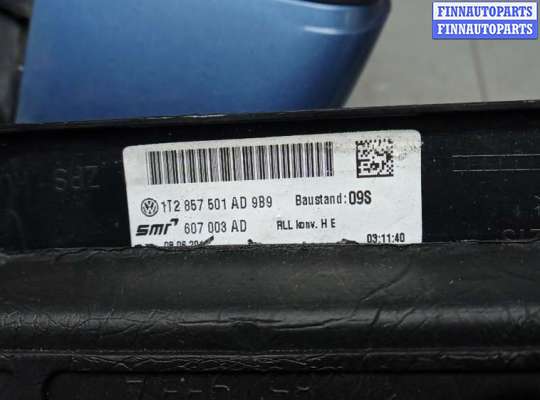 FINNAUTOPARTS
FINNAUTOPARTS
1T2 857 501 AD 9B9 Baustand: 09S
smr 607 003 AD ALL konv. H E
03:11:40